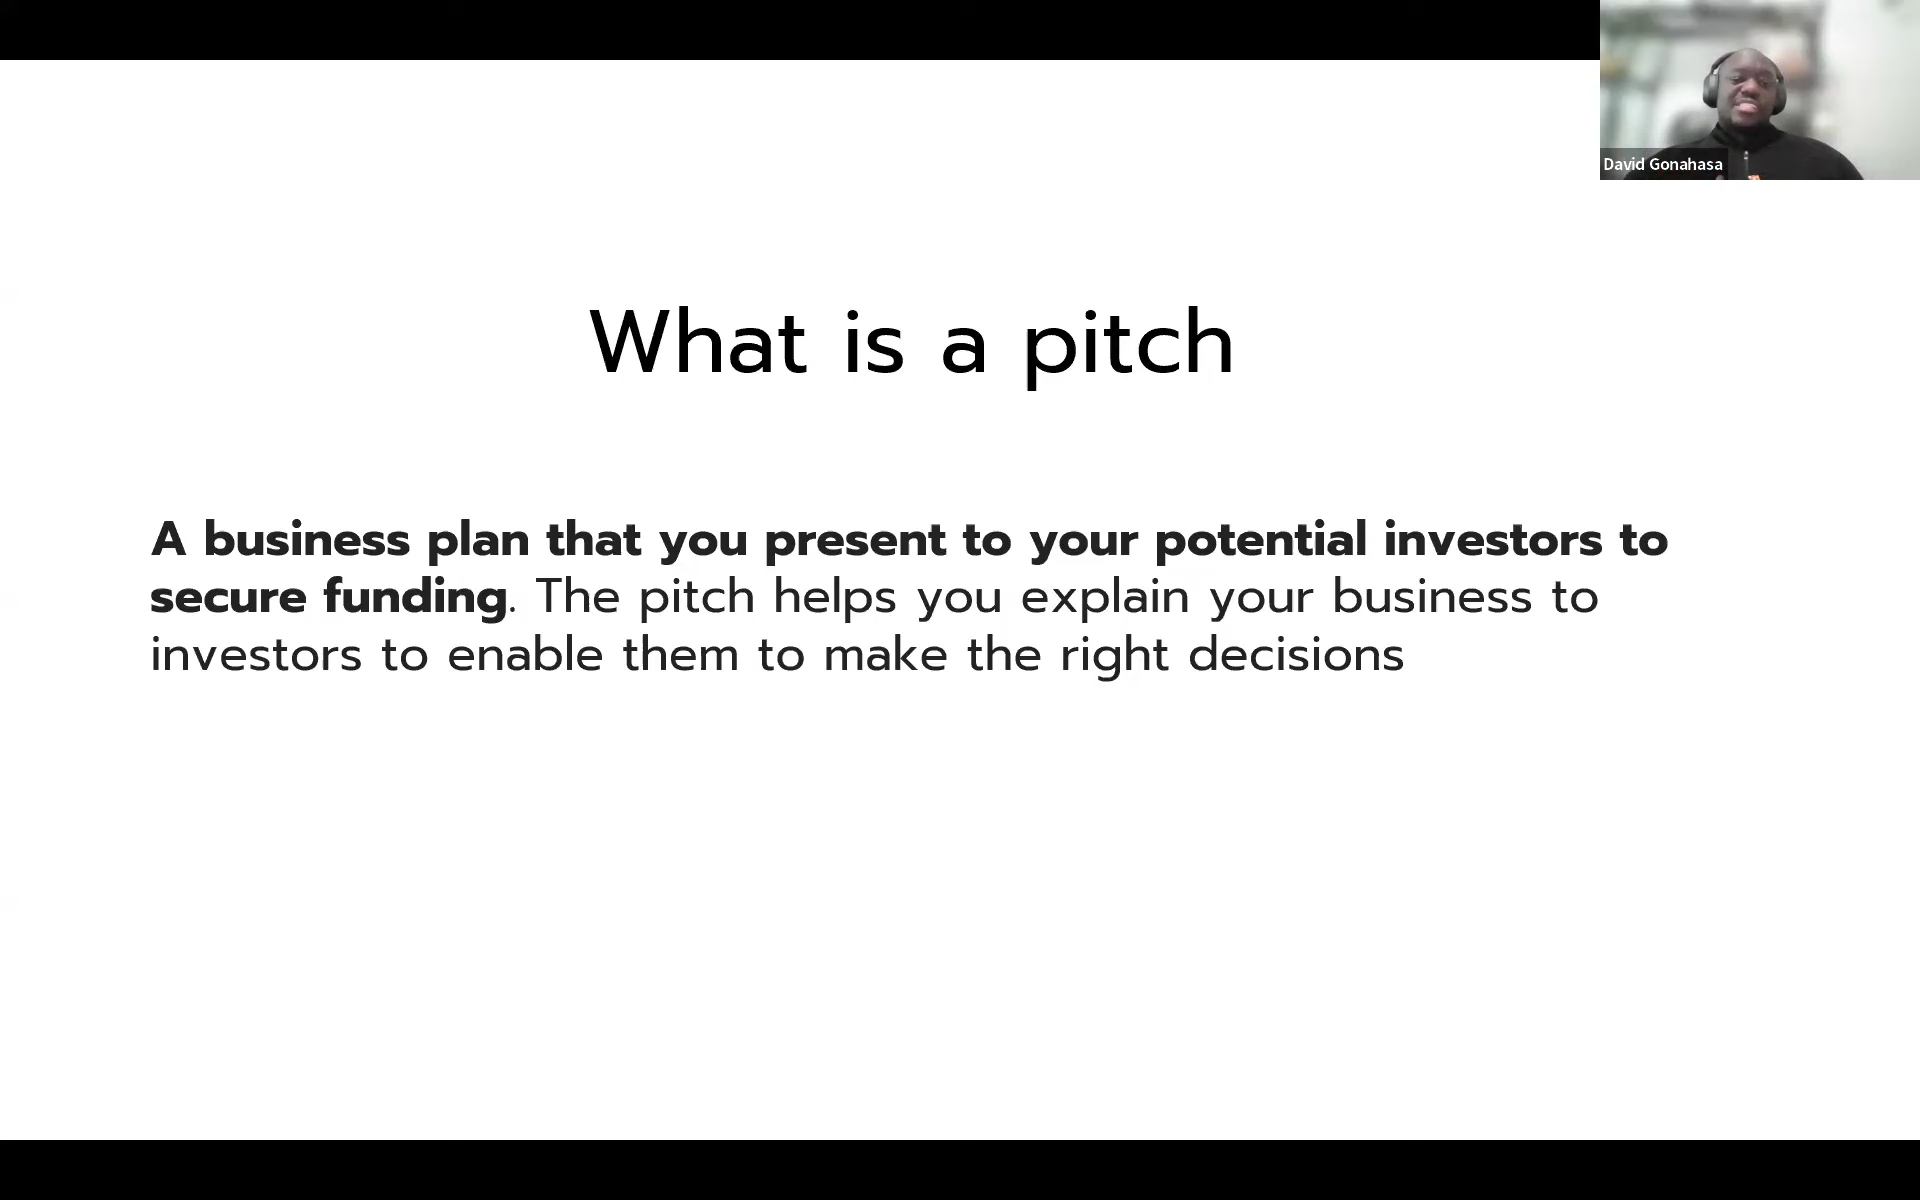 David Gonahasa
What is a pitch
A business plan that you present to your potential investors to
secure funding. The pitch helps you explain your business to
investors to enable them to make the right decisions